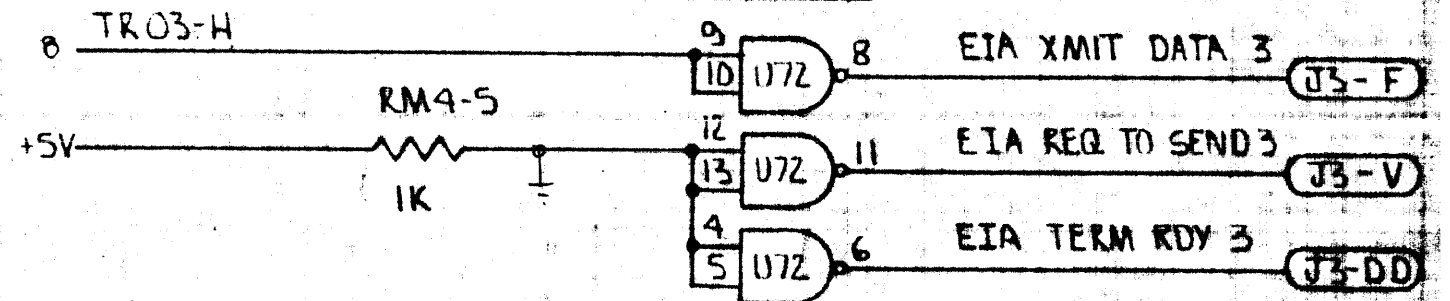 TRO3-H
8
9
10
U72
8
EIA XMIT DATA 3
J3-F
RM4-5
+5V
1K
12
13
U72
11
EIA REQ TO SEND 3
J3-V
4
5
U72
6
EIA TERM RDY 3
J3-DD